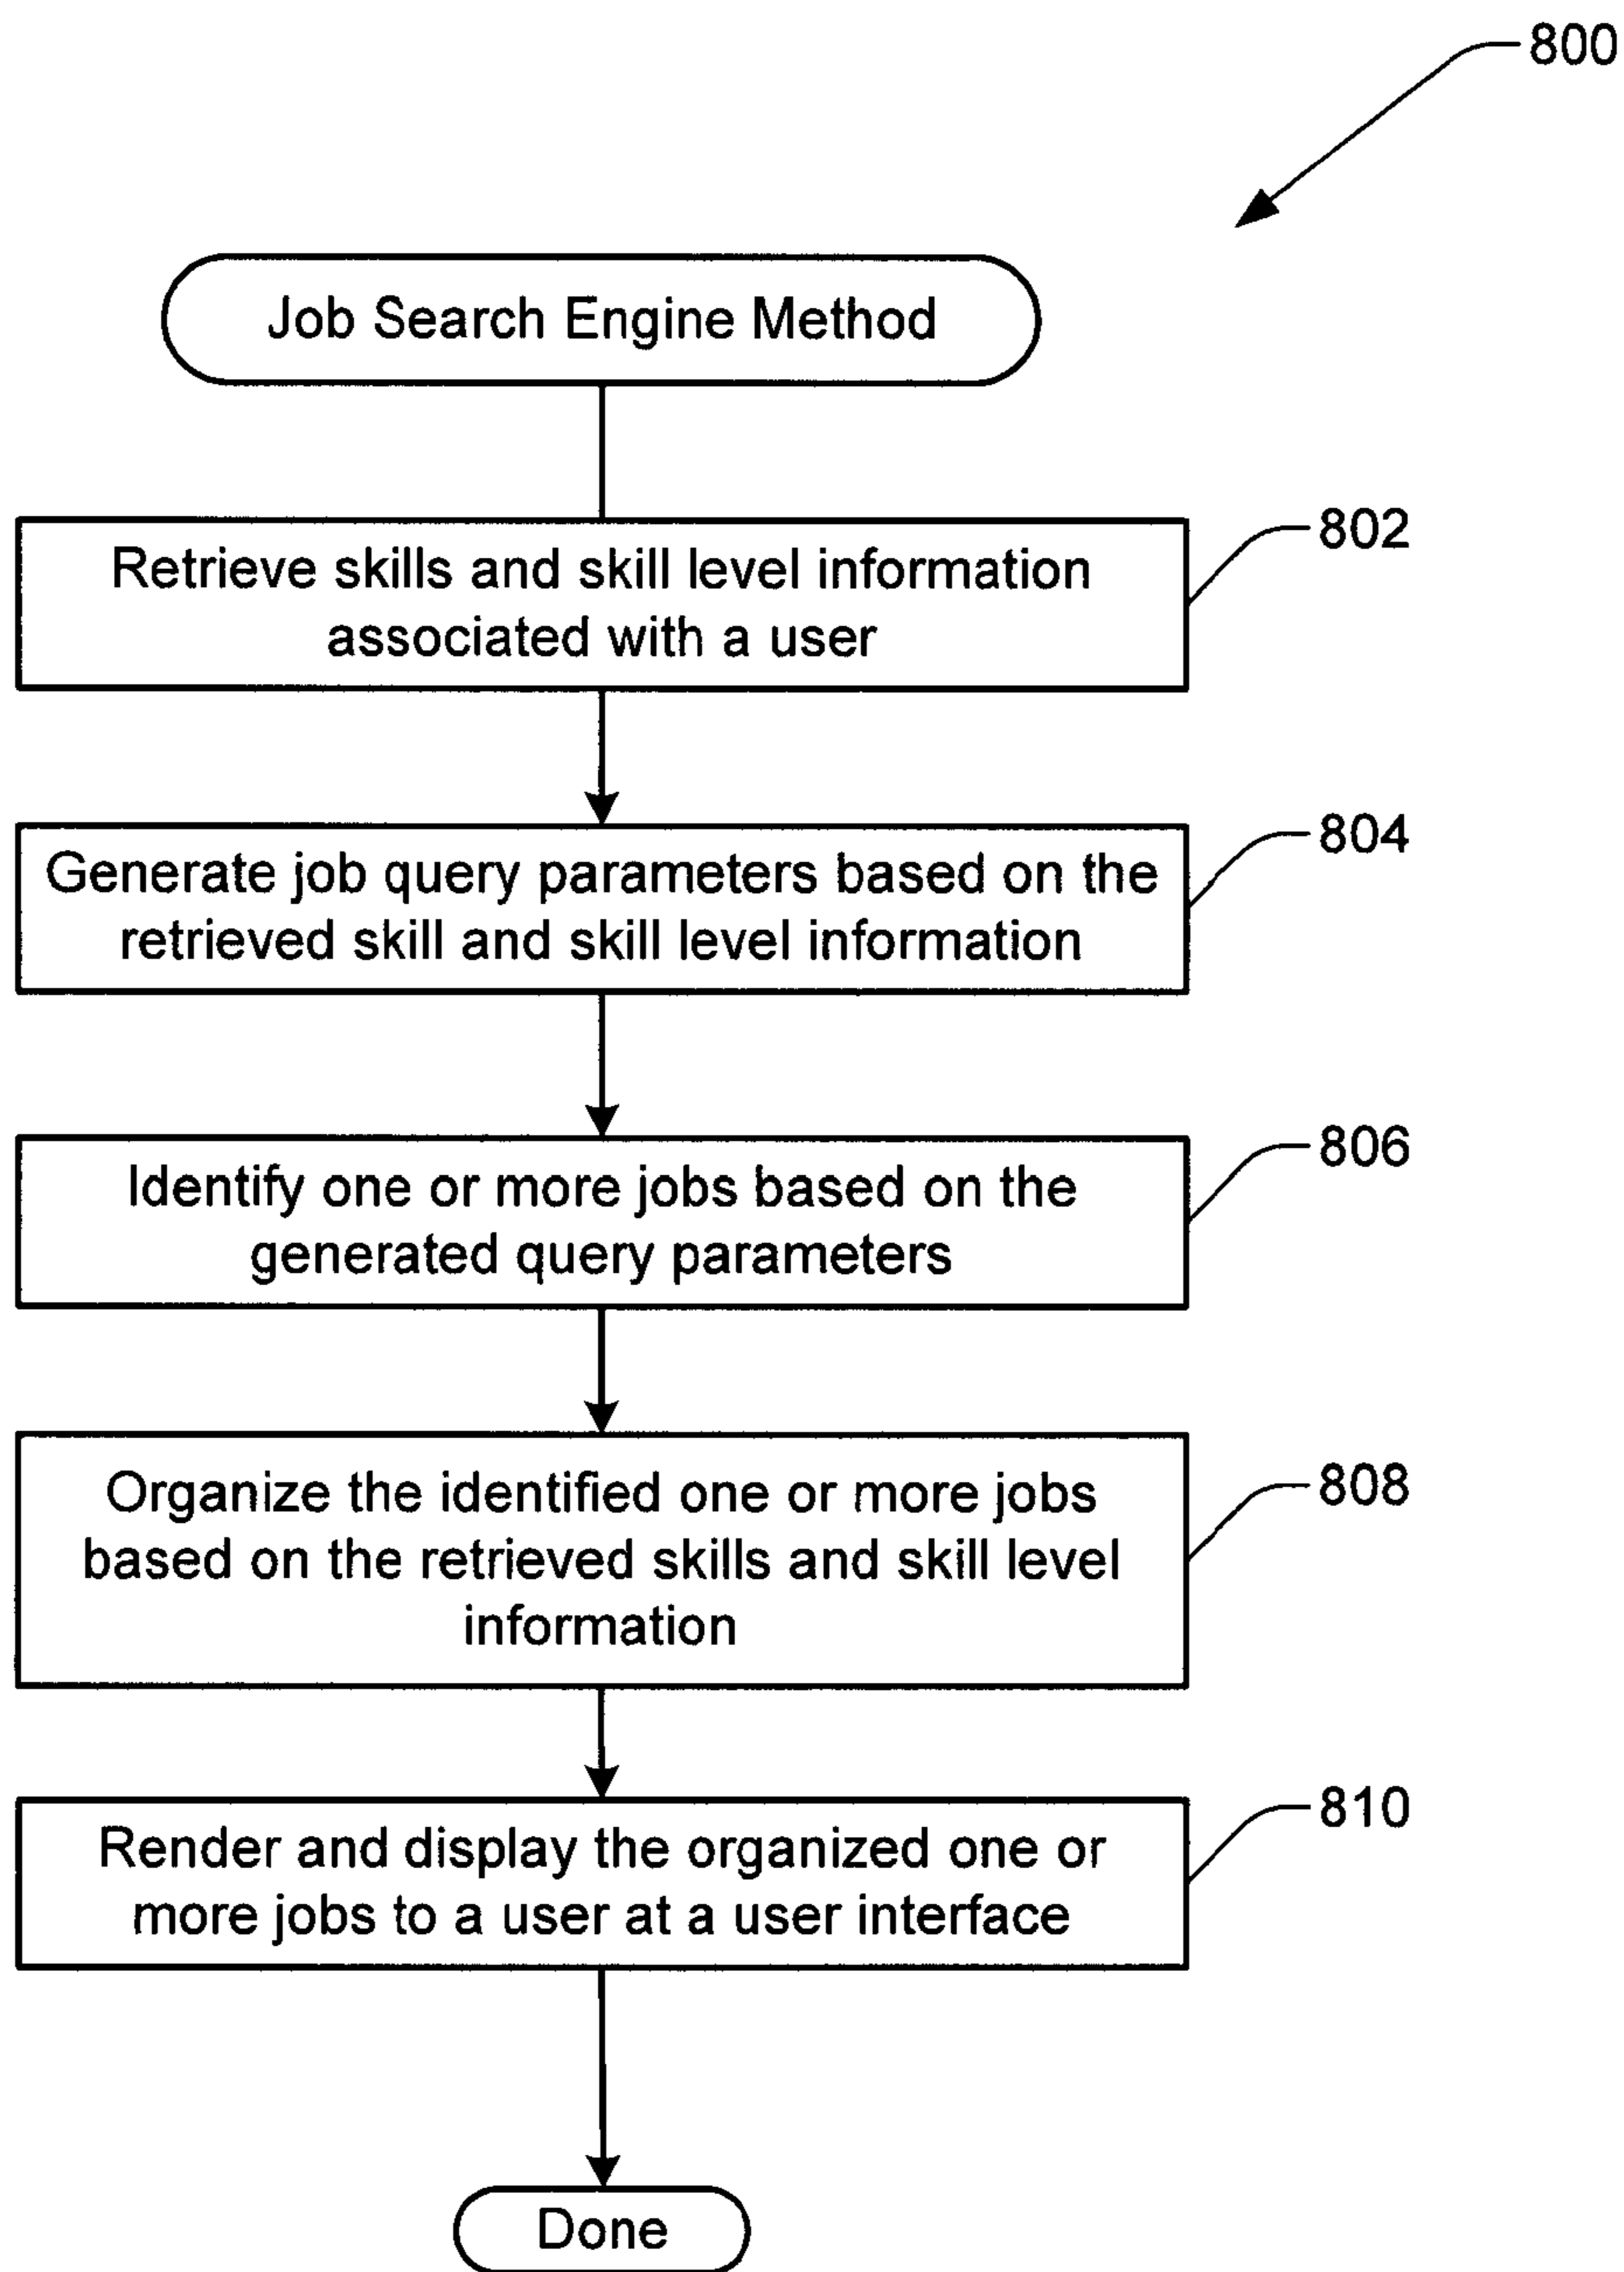 800
Job Search Engine Method
802
Retrieve skills and skill level information
associated with a user
804
Generate job query parameters based on the
retrieved skill and skill level information
806
Identify one or more jobs based on the
generated query parameters
808
Organize the identified one or more jobs
based on the retrieved skills and skill level
information
810
Render and display the organized one or
more jobs to a user at a user interface
Done